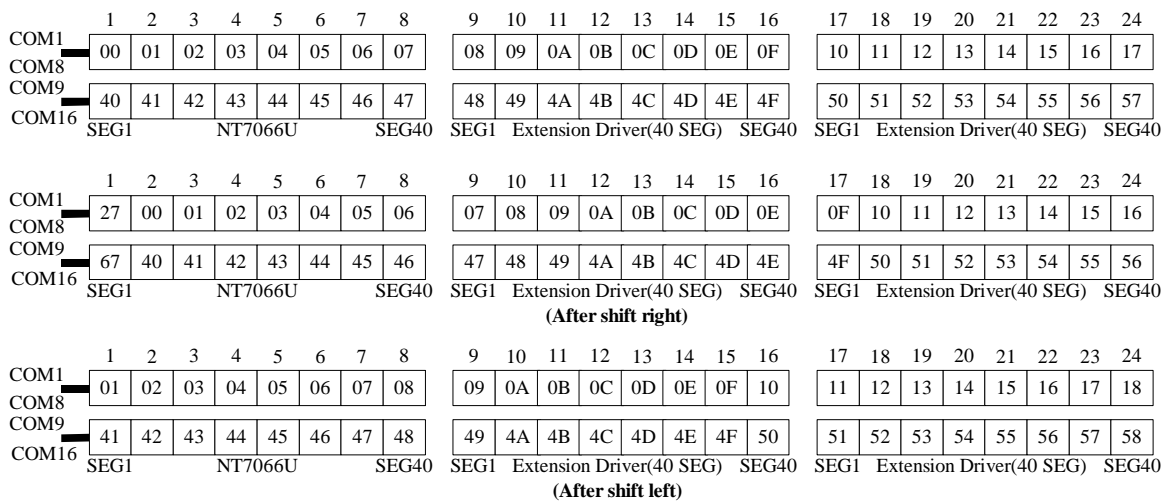 1 2 3 4 5 6 7 8 9 10 11 12 13 14 15 16 17 18 19 20 21 22 23 24
COM1
00 01 02 03 04 05 06 07 08 09 0A 0B 0C 0D 0E 0F 10 11 12 13 14 15 16 17
COM8
COM9
40 41 42 43 44 45 46 47 48 49 4A 4B 4C 4D 4E 4F 50 51 52 53 54 55 56 57
COM16
SEG1 NT7066U SEG40 SEG1 Extension Driver(40 SEG) SEG40 SEG1 Extension Driver(40 SEG) SEG40
1 2 3 4 5 6 7 8 9 10 11 12 13 14 15 16 17 18 19 20 21 22 23 24
COM1
27 00 01 02 03 04 05 06 07 08 09 0A 0B 0C 0D 0E 0F 10 11 12 13 14 15 16
COM8
COM9
67 40 41 42 43 44 45 46 47 48 49 4A 4B 4C 4D 4E 4F 50 51 52 53 54 55 56
COM16
SEG1 NT7066U SEG40 SEG1 Extension Driver(40 SEG) SEG40 SEG1 Extension Driver(40 SEG) SEG40
(After shift right)
1 2 3 4 5 6 7 8 9 10 11 12 13 14 15 16 17 18 19 20 21 22 23 24
COM1
01 02 03 04 05 06 07 08 09 0A 0B 0C 0D 0E 0F 10 11 12 13 14 15 16 17 18
COM8
COM9
41 42 43 44 45 46 47 48 49 4A 4B 4C 4D 4E 4F 50 51 52 53 54 55 56 57 58
COM16
SEG1 NT7066U SEG40 SEG1 Extension Driver(40 SEG) SEG40 SEG1 Extension Driver(40 SEG) SEG40
(After shift left)